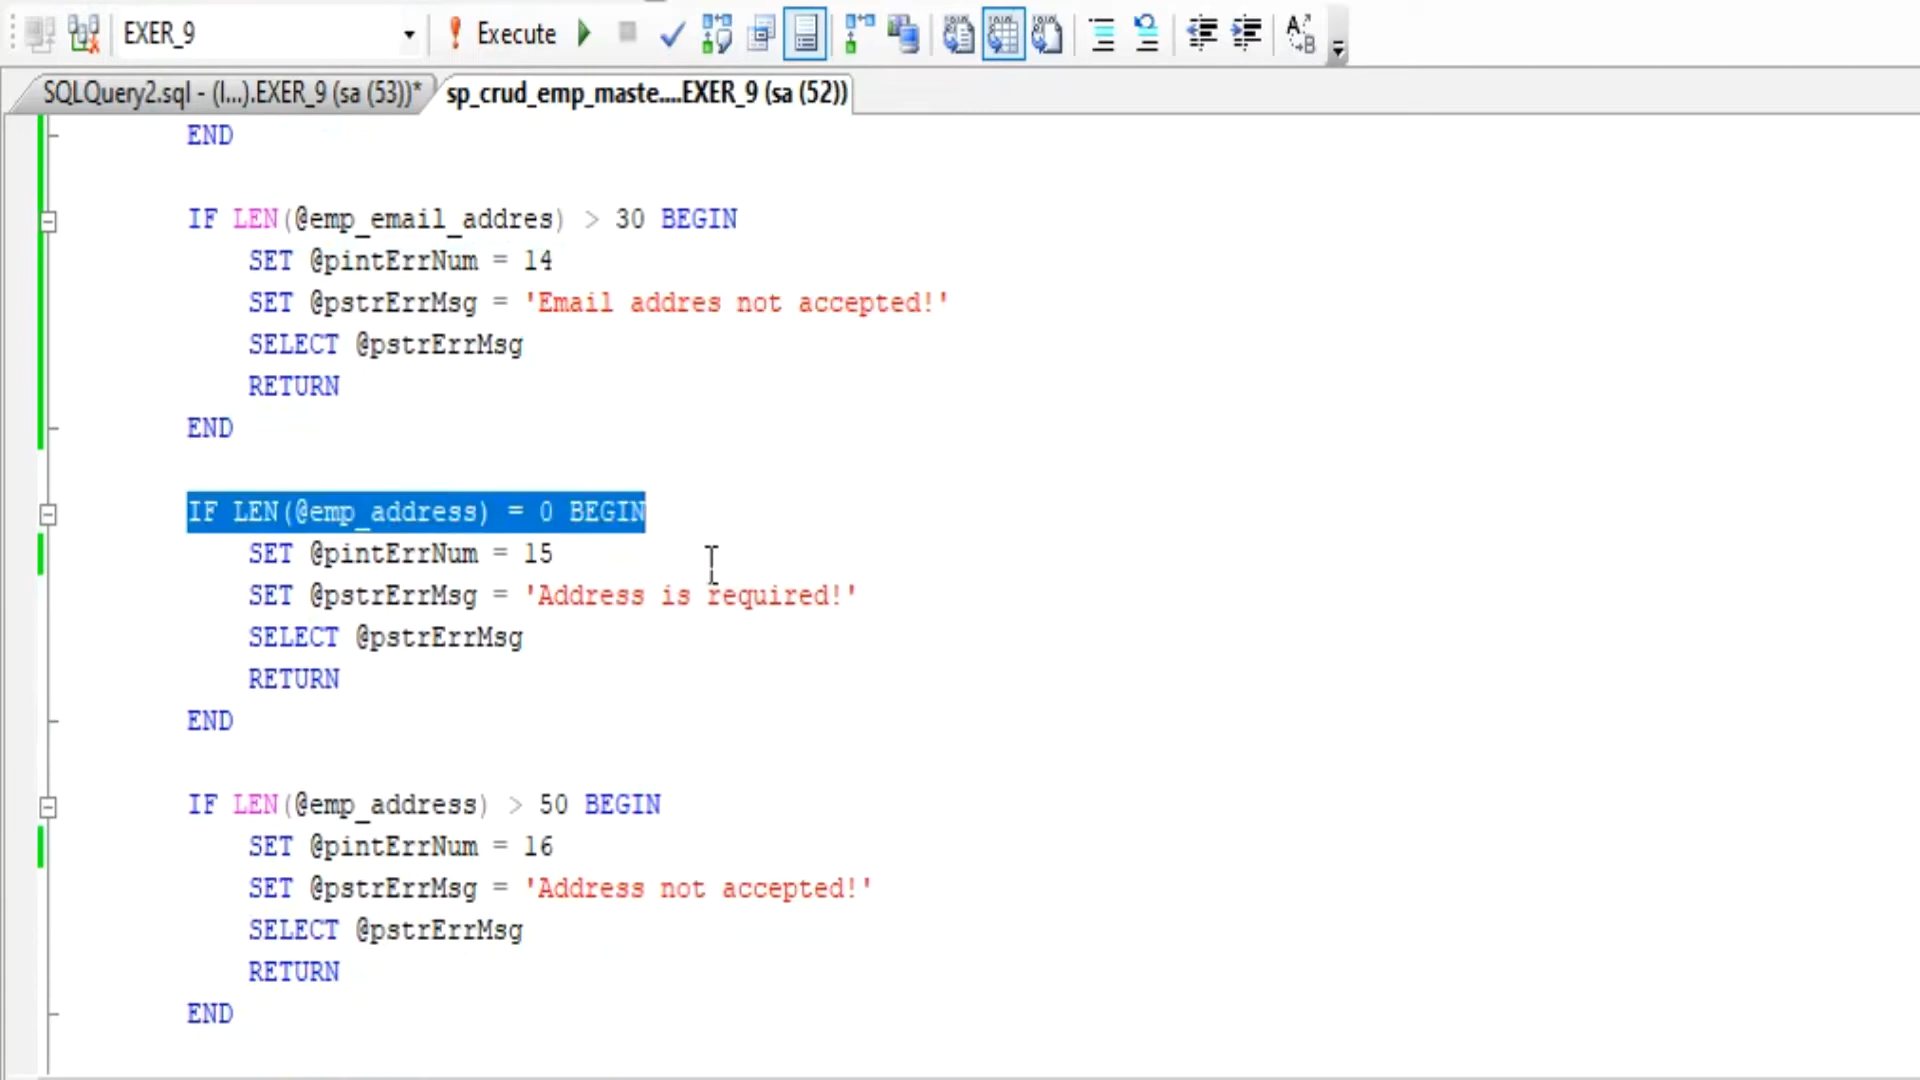 EXER_9 Execute
SQLQuery2.sql - (l...).EXER_9 (sa (53))* sp_crud_emp_maste....EXER_9 (sa (52))
END
IF LEN(@emp_email_addres) > 30 BEGIN
SET @pintErrNum = 14
SET @pstrErrMsg = 'Email addres not accepted!'
SELECT @pstrErrMsg
RETURN
END
IF LEN(@emp_address) = 0 BEGIN
SET @pintErrNum = 15
SET @pstrErrMsg = 'Address is required!'
SELECT @pstrErrMsg
RETURN
END
IF LEN(@emp_address) > 50 BEGIN
SET @pintErrNum = 16
SET @pstrErrMsg = 'Address not accepted!'
SELECT @pstrErrMsg
RETURN
END